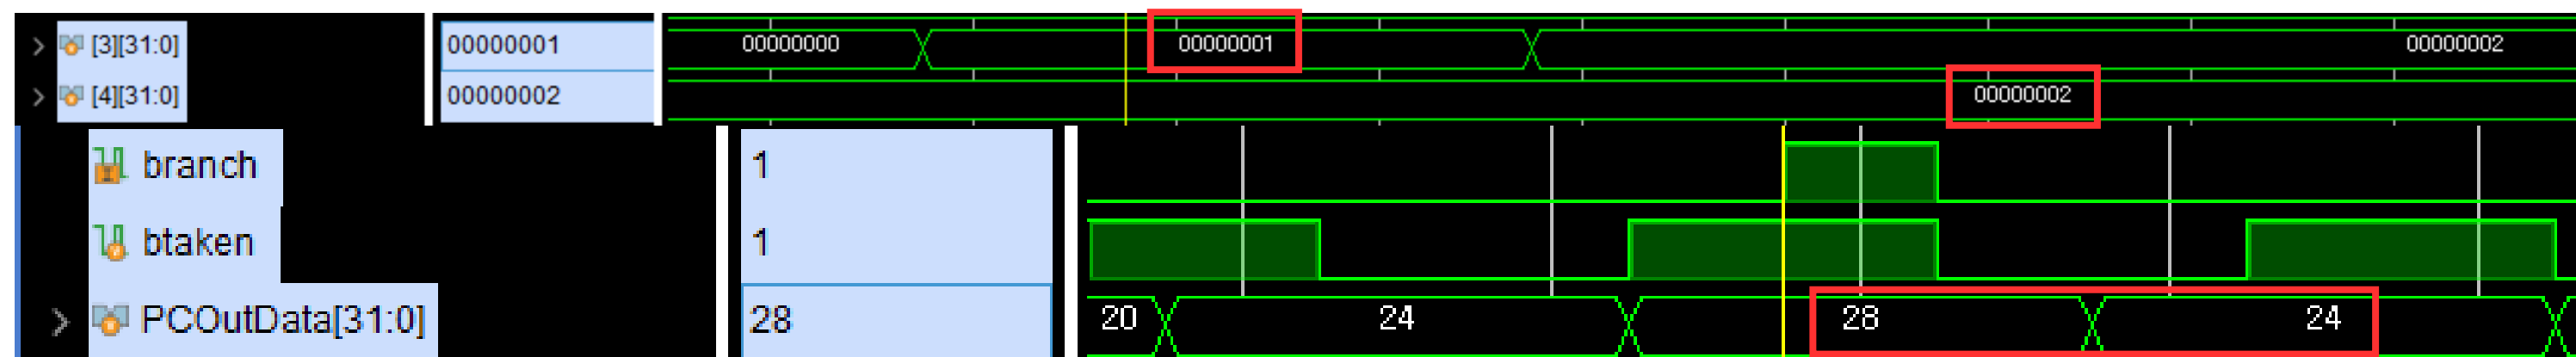 [3][31:0] 00000001 00000000 00000001 00000002
[4][31:0] 00000002 00000002
branch 1
btaken 1
PCOutData[31:0] 28 20 24 28 24